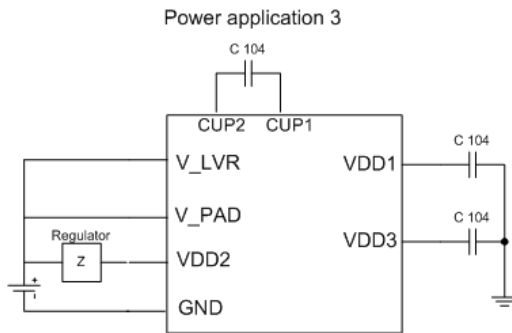 Power application 3
C 104
CUP2 CUP1
V_LVR VDD1 C 104
V_PAD
Regulator
Z
VDD2
VDD3 C 104
+
-
GND